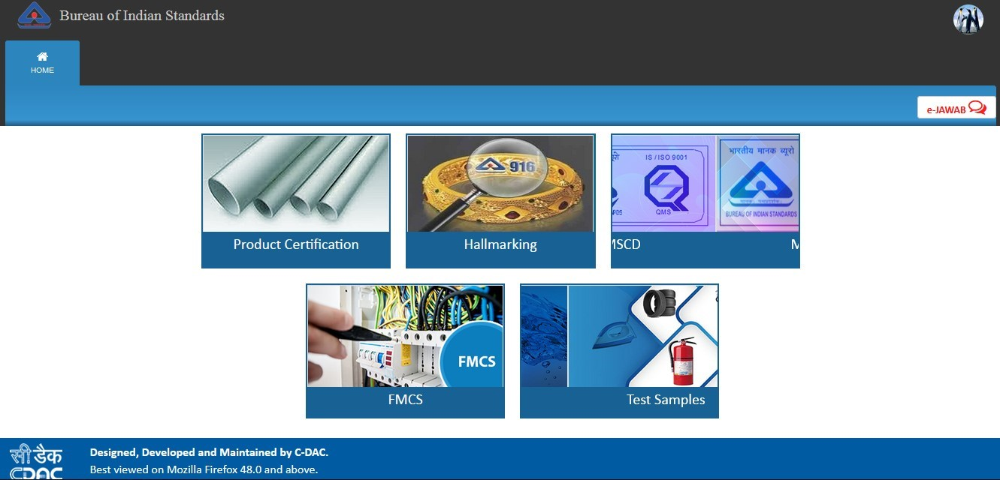 Bureau of Indian Standards
HOME
e-JAWAB
916
IS / ISO 9001
QMS
भारतीय मानक ब्यूरो
BUREAU OF INDIAN STANDARDS
Product Certification
Hallmarking
MSCD
FMCS
FMCS
Test Samples
सी डैक
CDAC
Designed, Developed and Maintained by C-DAC.
Best viewed on Mozilla Firefox 48.0 and above.